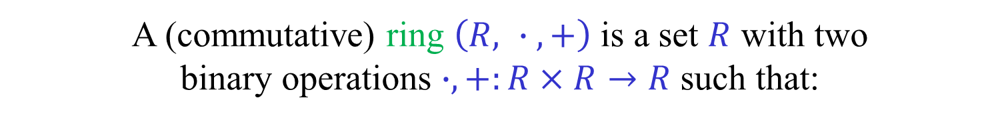 A (commutative) ring (R, ·,+) is a set R with two
binary operations ·,+: R × R → R such that: